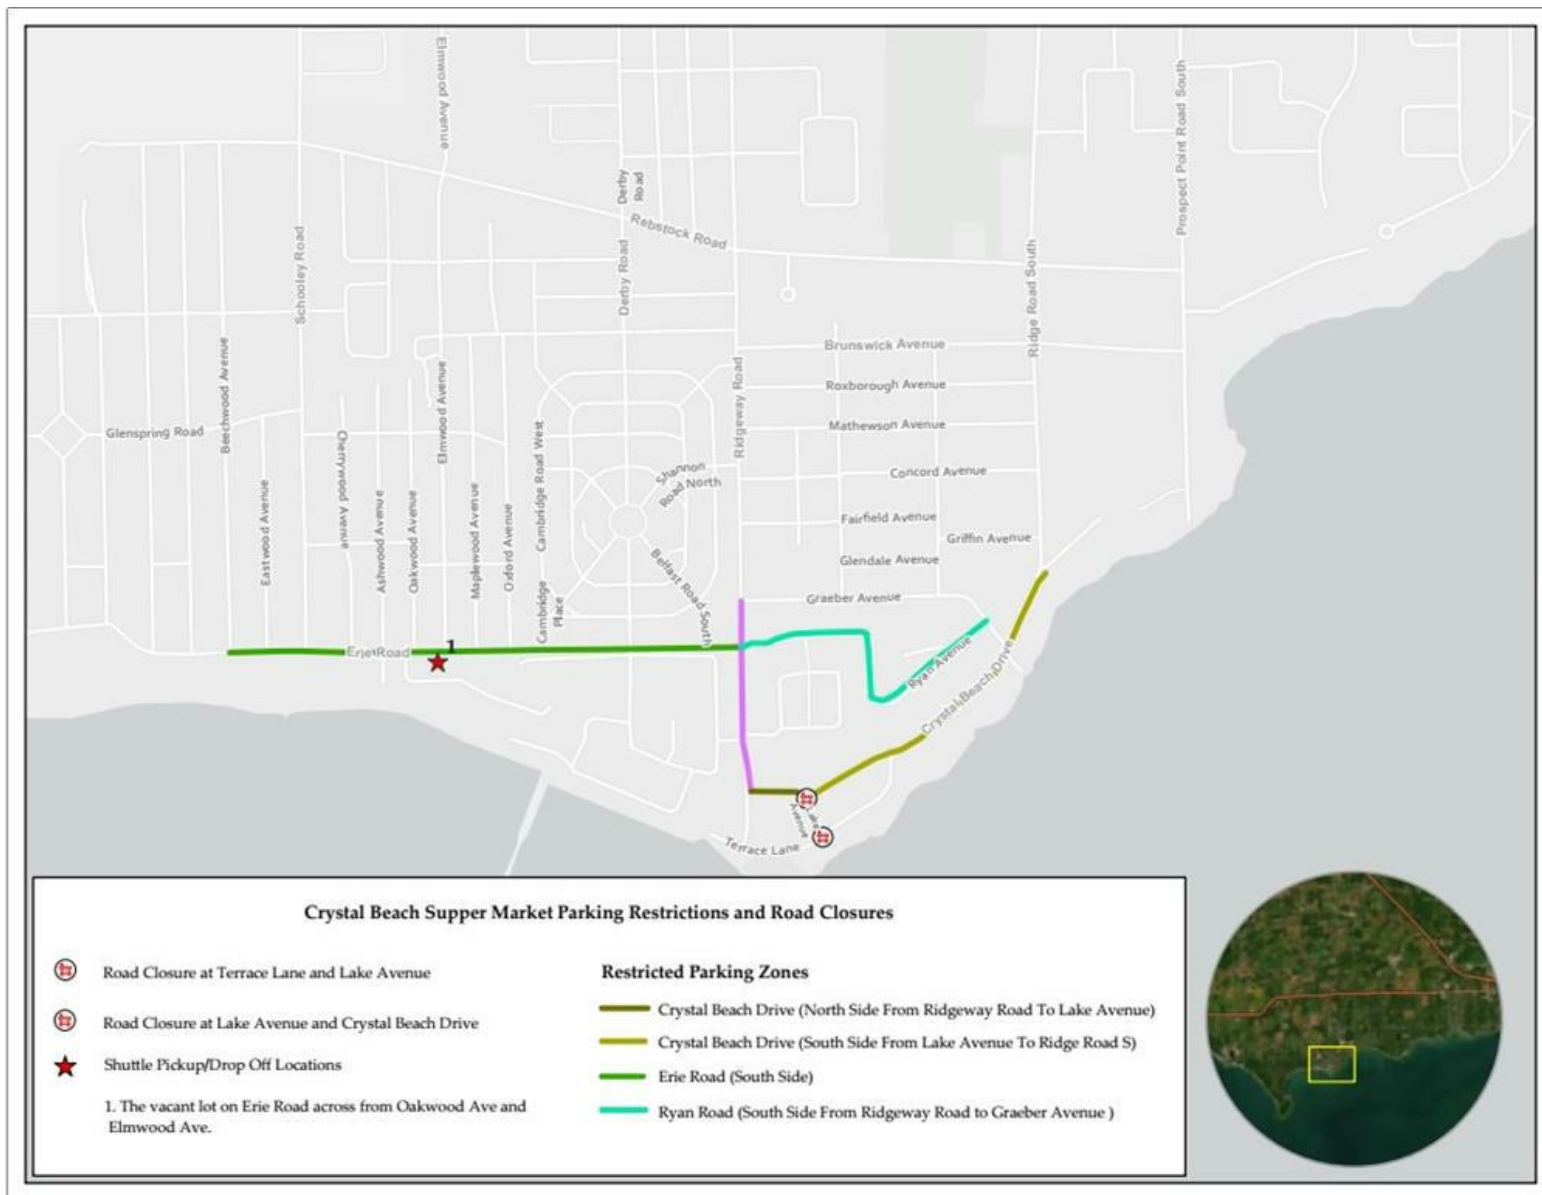 Elmwood Avenue
Prospect Point Road South
Derby
Road
Rebstock Road
Schooley Road
Derby Road
Ridge Road South
Brunswick Avenue
Beechwood Avenue
Elmwood Avenue
Ridgeway Road
Roxborough Avenue
Glenspring Road
Mathewson Avenue
Cherrywood Avenue
Cambridge Road West
Shannon
Road North
Concord Avenue
Eastwood Avenue
Ashwood Avenue
Oakwood Avenue
Maplewood Avenue
Oxford Avenue
Fairfield Avenue
Griffin Avenue
Glendale Avenue
Belfast Road South
Cambridge
Place
Graeber Avenue
Erie Road
1
Ryan Avenue
Crystal Beach Drive
Lake
Avenue
Terrace Lane
Crystal Beach Supper Market Parking Restrictions and Road Closures
Road Closure at Terrace Lane and Lake Avenue
Road Closure at Lake Avenue and Crystal Beach Drive
Shuttle Pickup/Drop Off Locations
1. The vacant lot on Erie Road across from Oakwood Ave and
Elmwood Ave.
Restricted Parking Zones
Crystal Beach Drive (North Side From Ridgeway Road To Lake Avenue)
Crystal Beach Drive (South Side From Lake Avenue To Ridge Road S)
Erie Road (South Side)
Ryan Road (South Side From Ridgeway Road to Graeber Avenue )